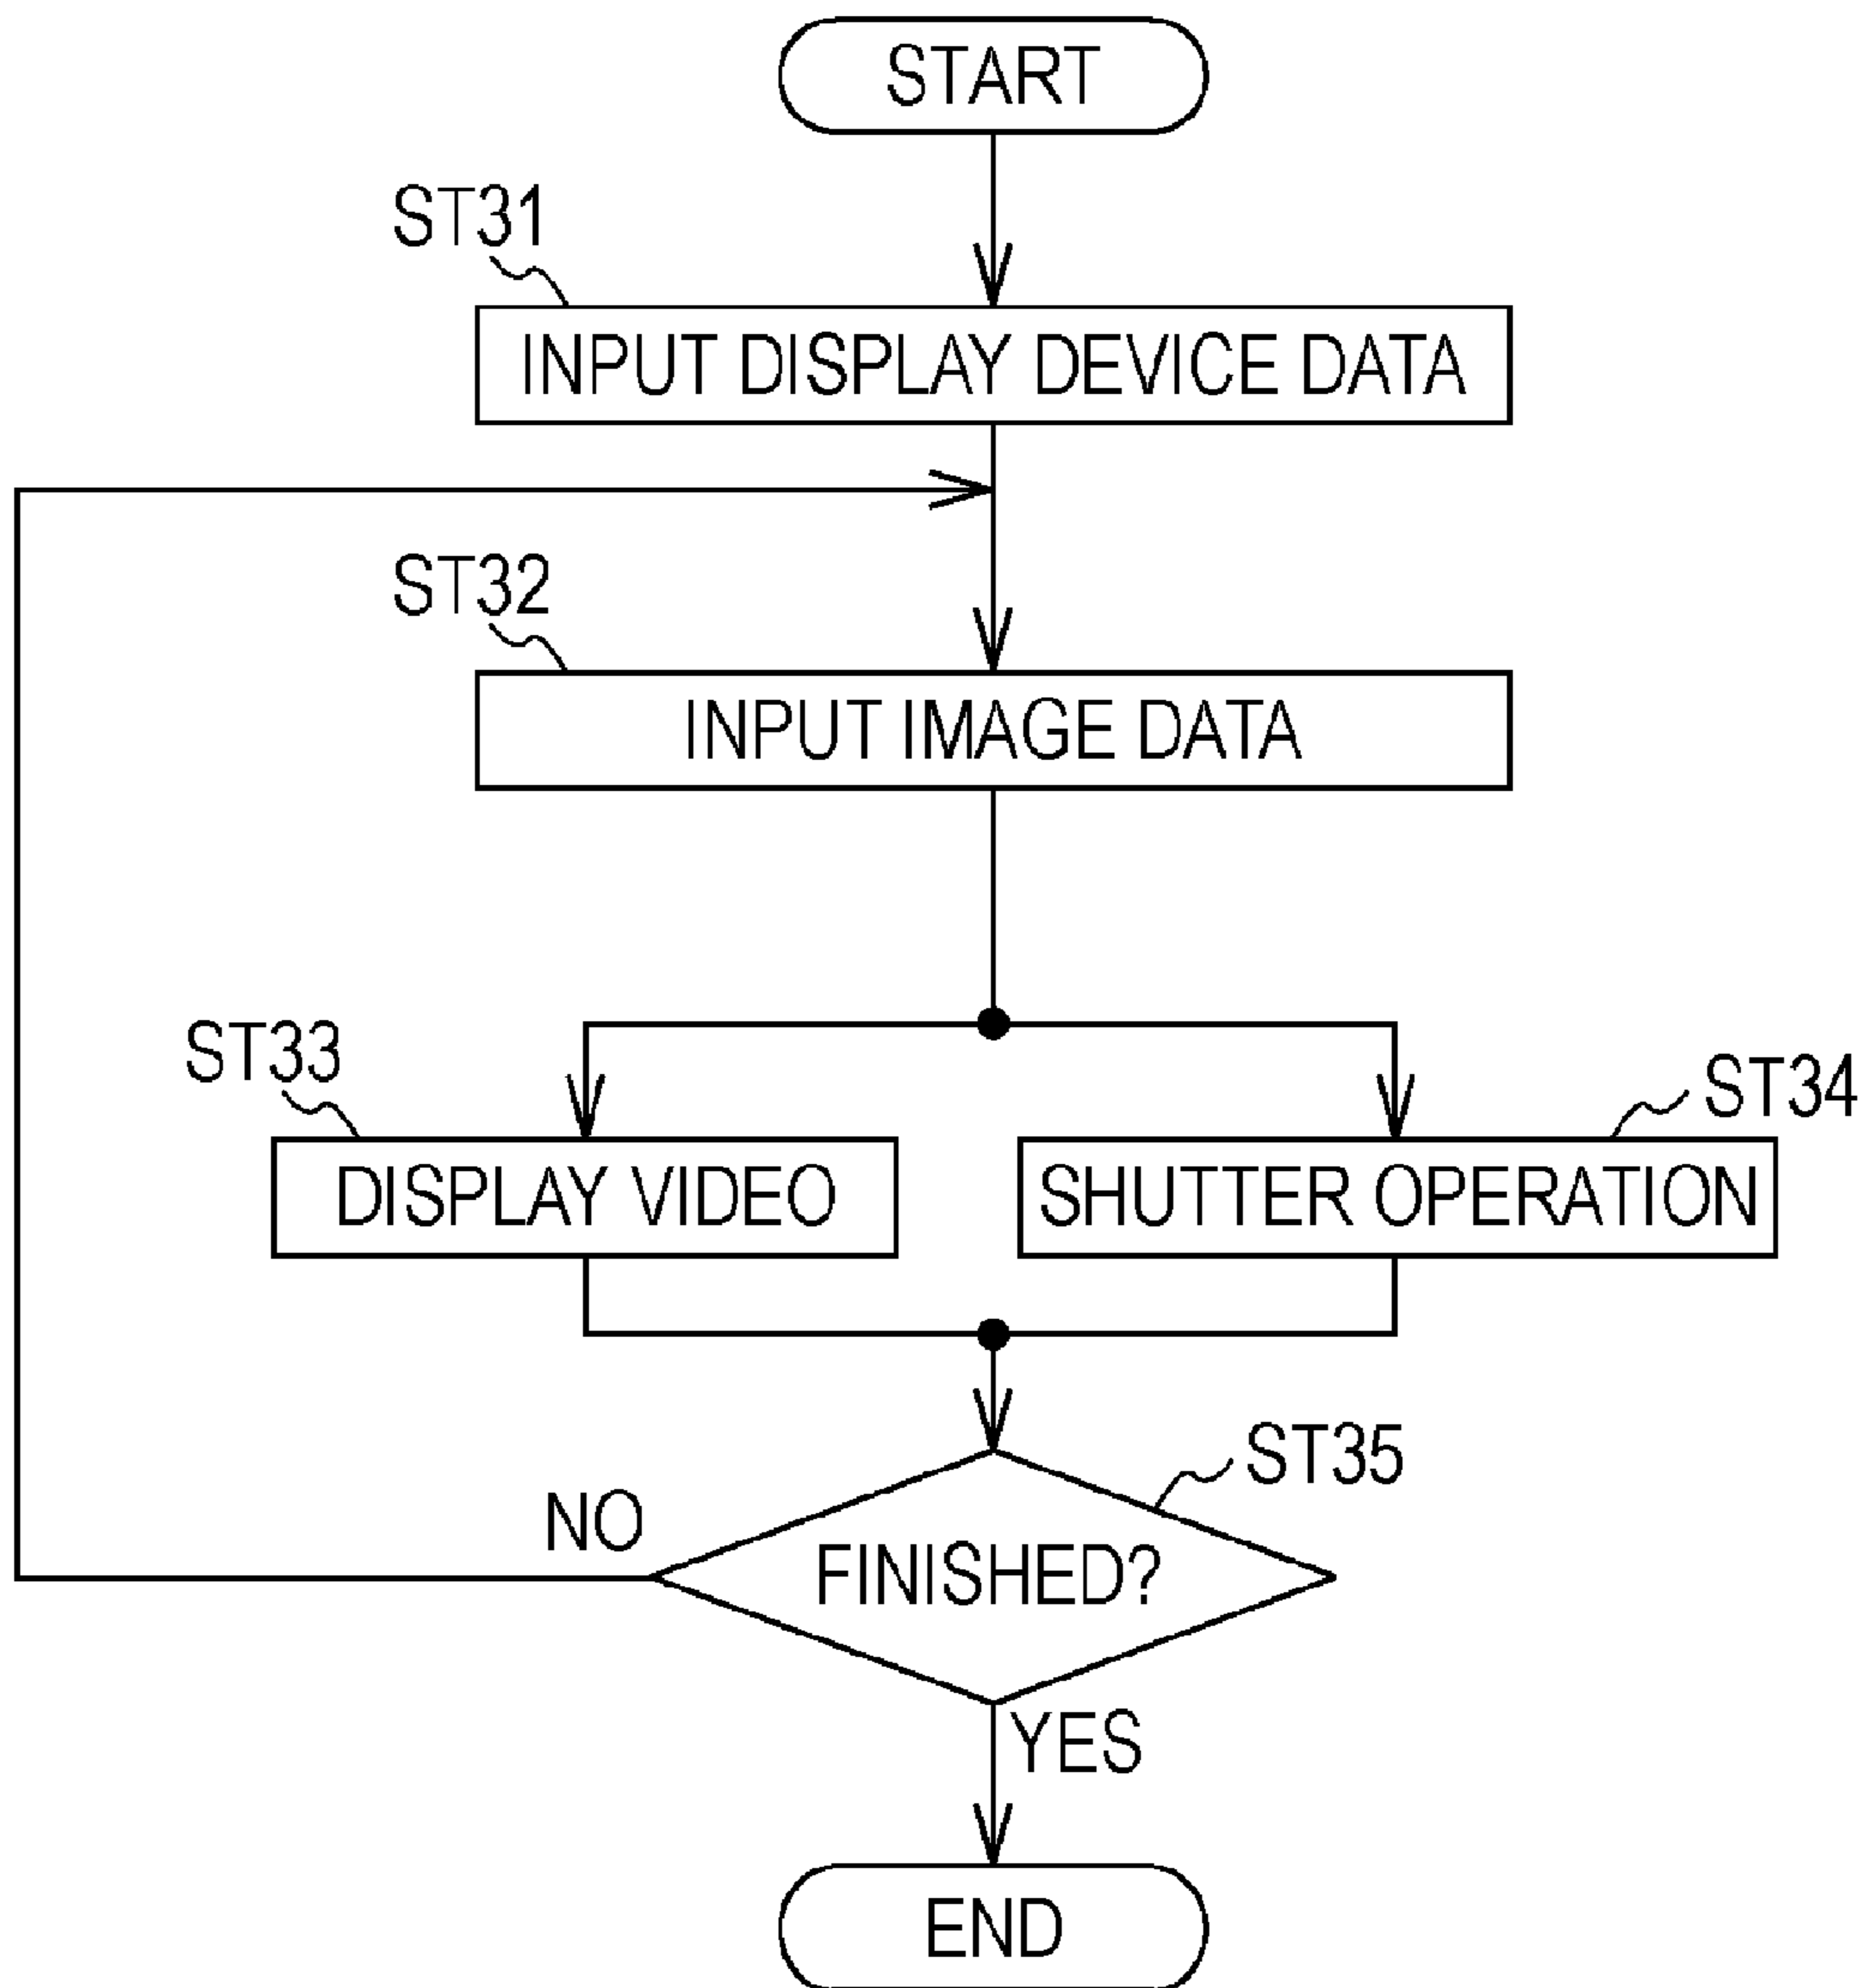 START
ST31
INPUT DISPLAY DEVICE DATA
ST32
INPUT IMAGE DATA
ST33
ST34
DISPLAY VIDEO
SHUTTER OPERATION
ST35
NO
FINISHED?
YES
END